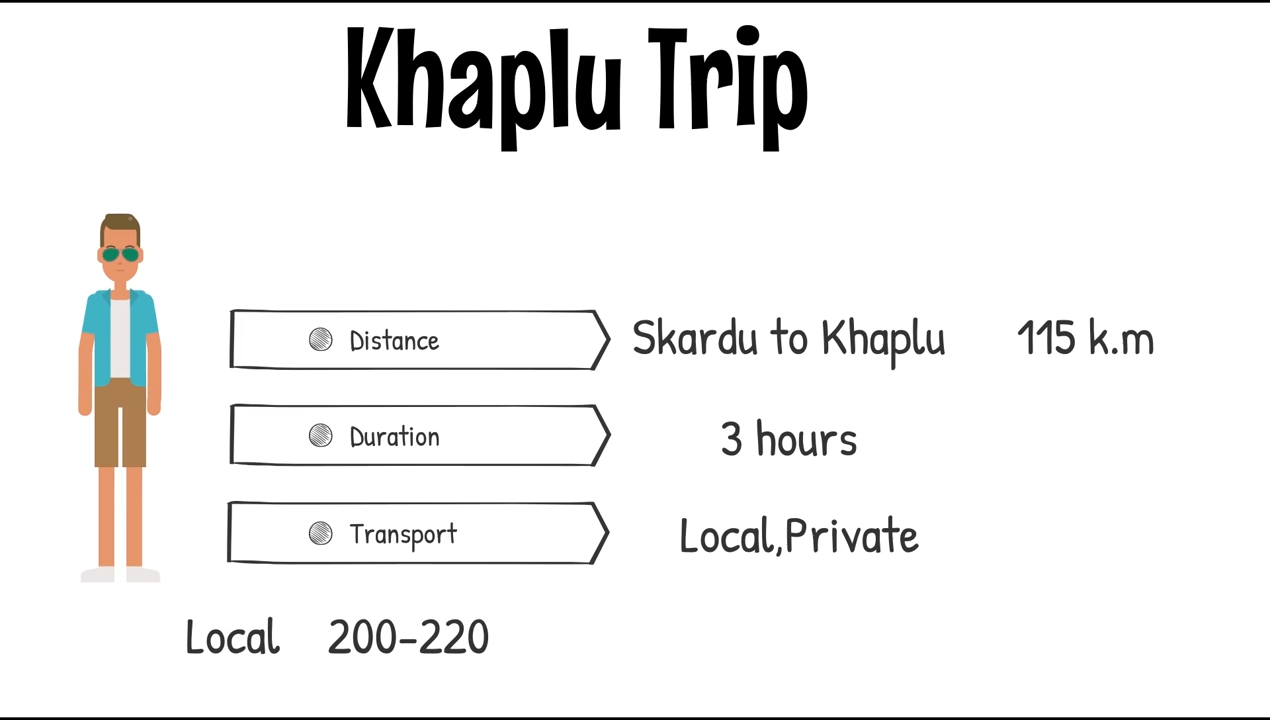 Khaplu Trip
Distance Skardu to Khaplu 115 k.m
Duration 3 hours
Transport Local,Private
Local 200-220